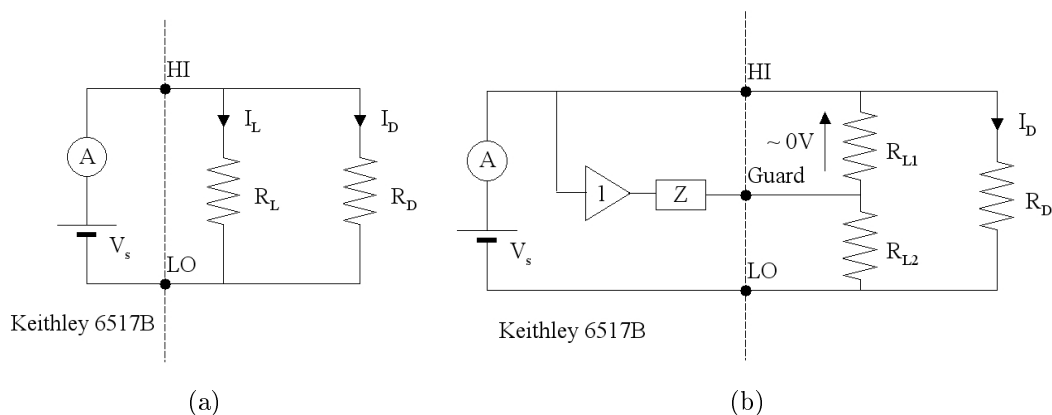 HI
I_L
I_D
A
R_L
R_D
V_s
LO
Keithley 6517B
(a)
HI
I_D
~ 0V
R_L1
A
Guard
1
Z
R_D
R_L2
V_s
LO
Keithley 6517B
(b)